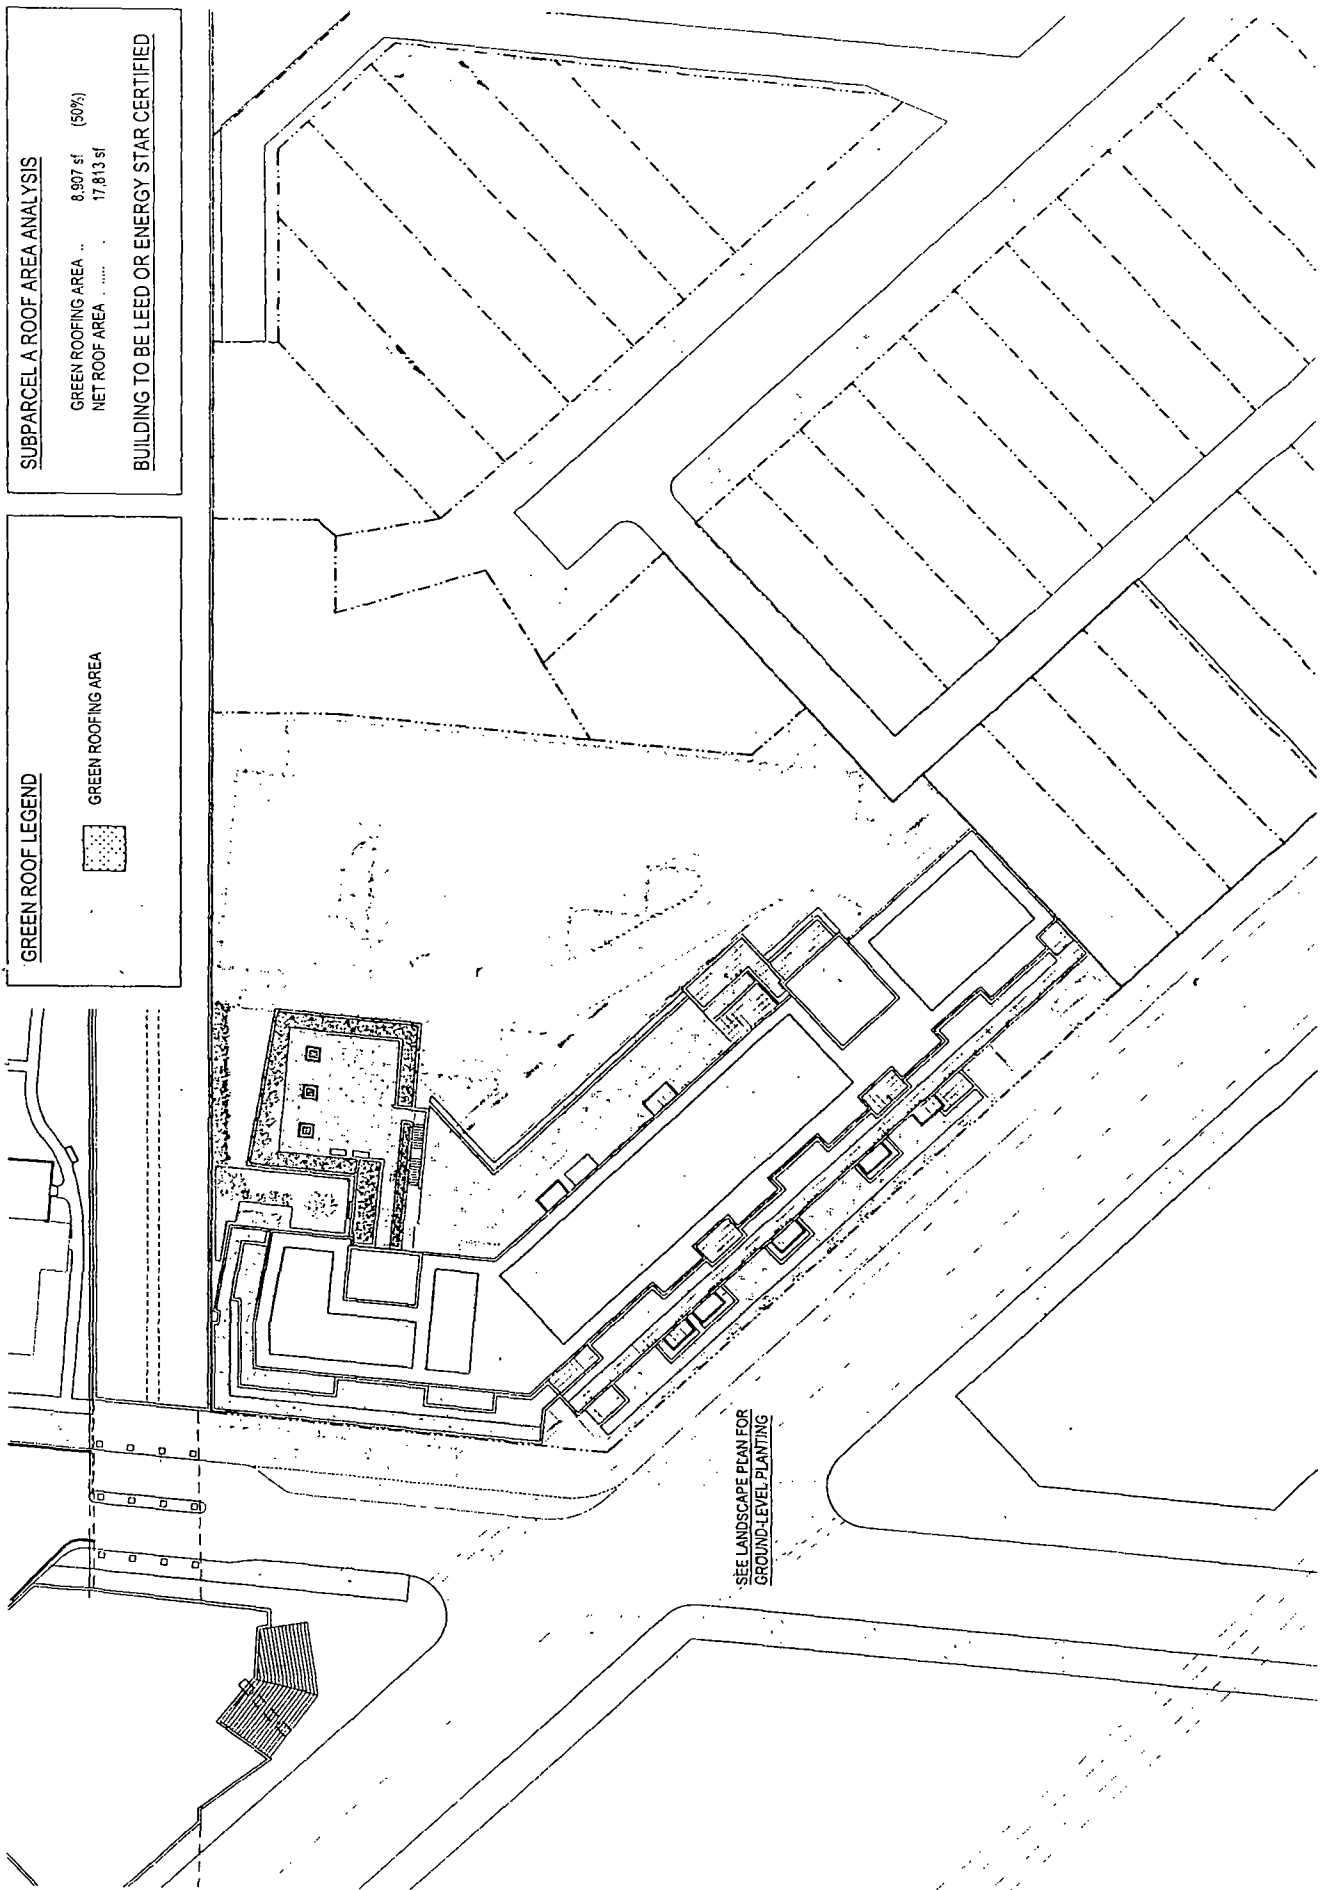 SUBPARCEL A ROOF AREA ANALYSIS
GREEN ROOFING AREA .. 8,907 sf (50%)
NET ROOF AREA . ..... . 17,813 sf
BUILDING TO BE LEED OR ENERGY STAR CERTIFIED
GREEN ROOF LEGEND
GREEN ROOFING AREA
SEE LANDSCAPE PLAN FOR
GROUND-LEVEL PLANTING